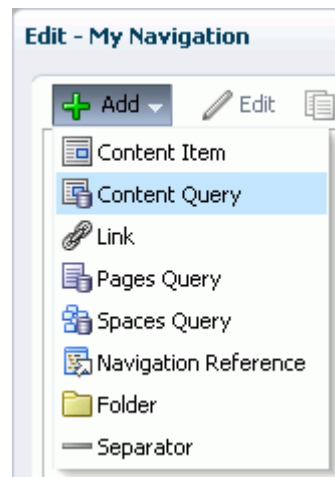 Edit - My Navigation
Add Edit
Content Item
Content Query
Link
Pages Query
Spaces Query
Navigation Reference
Folder
Separator